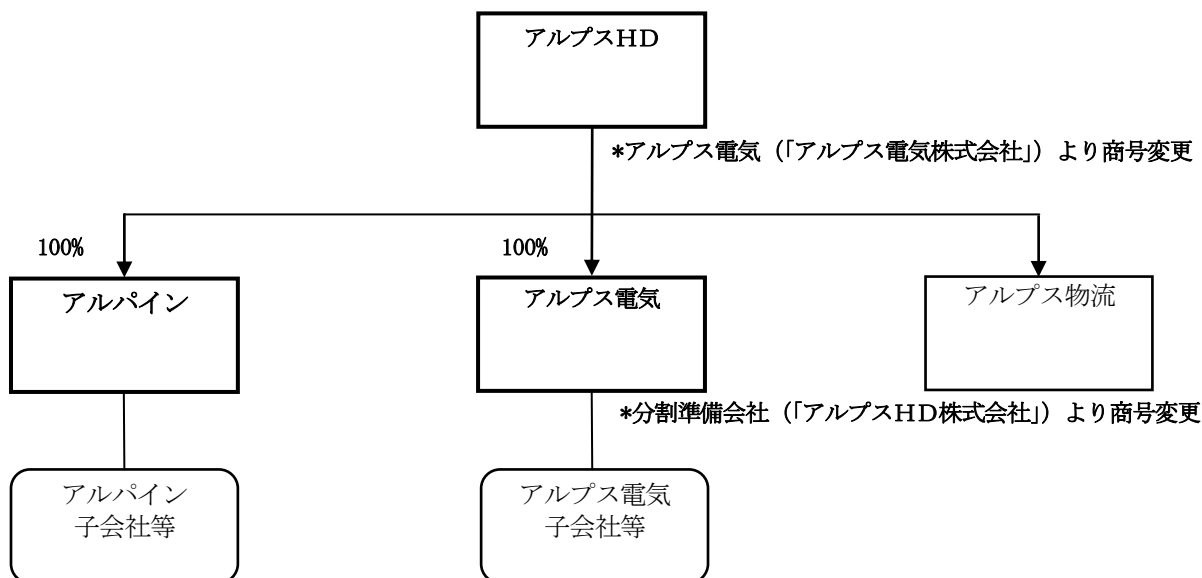 アルプスHD
*アルプス電気（「アルプス電気株式会社」）より商号変更
100%
100%
アルパイン
アルプス電気
アルプス物流
*分割準備会社（「アルプスHD株式会社」）より商号変更
アルパイン
子会社等
アルプス電気
子会社等